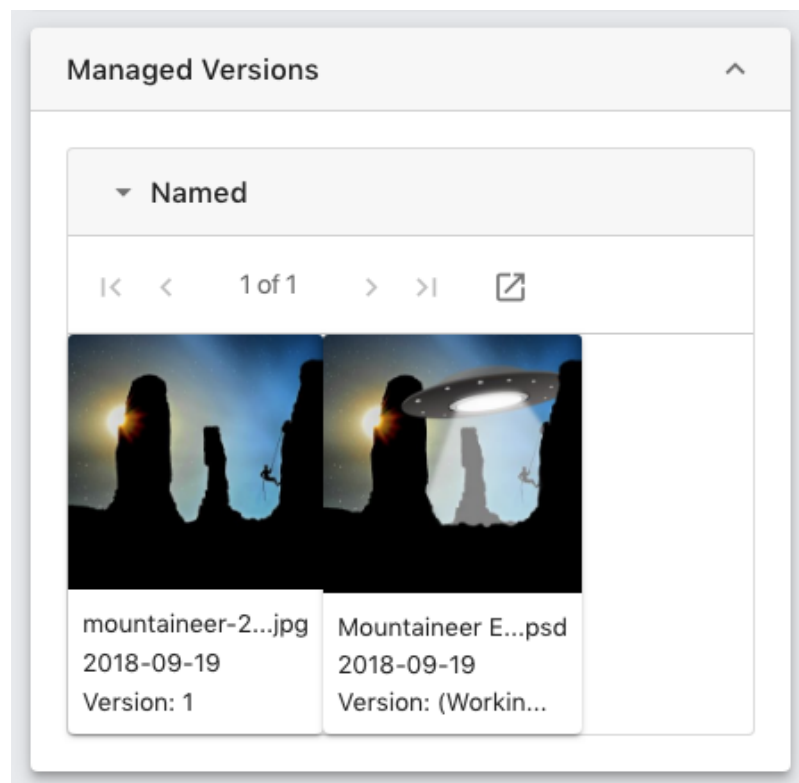 Managed Versions
Named
1 of 1
mountaineer-2...jpg
2018-09-19
Version: 1
Mountaineer E...psd
2018-09-19
Version: (Workin...